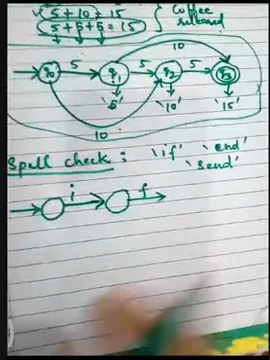 5 + 10 = 15
5 + 5 + 5 = 15
Coffee
released
10
q0 5 q1 5 q2 5 q3
'5' '10' '15'
10
Spell check : 'if' 'end'
'send'
i f